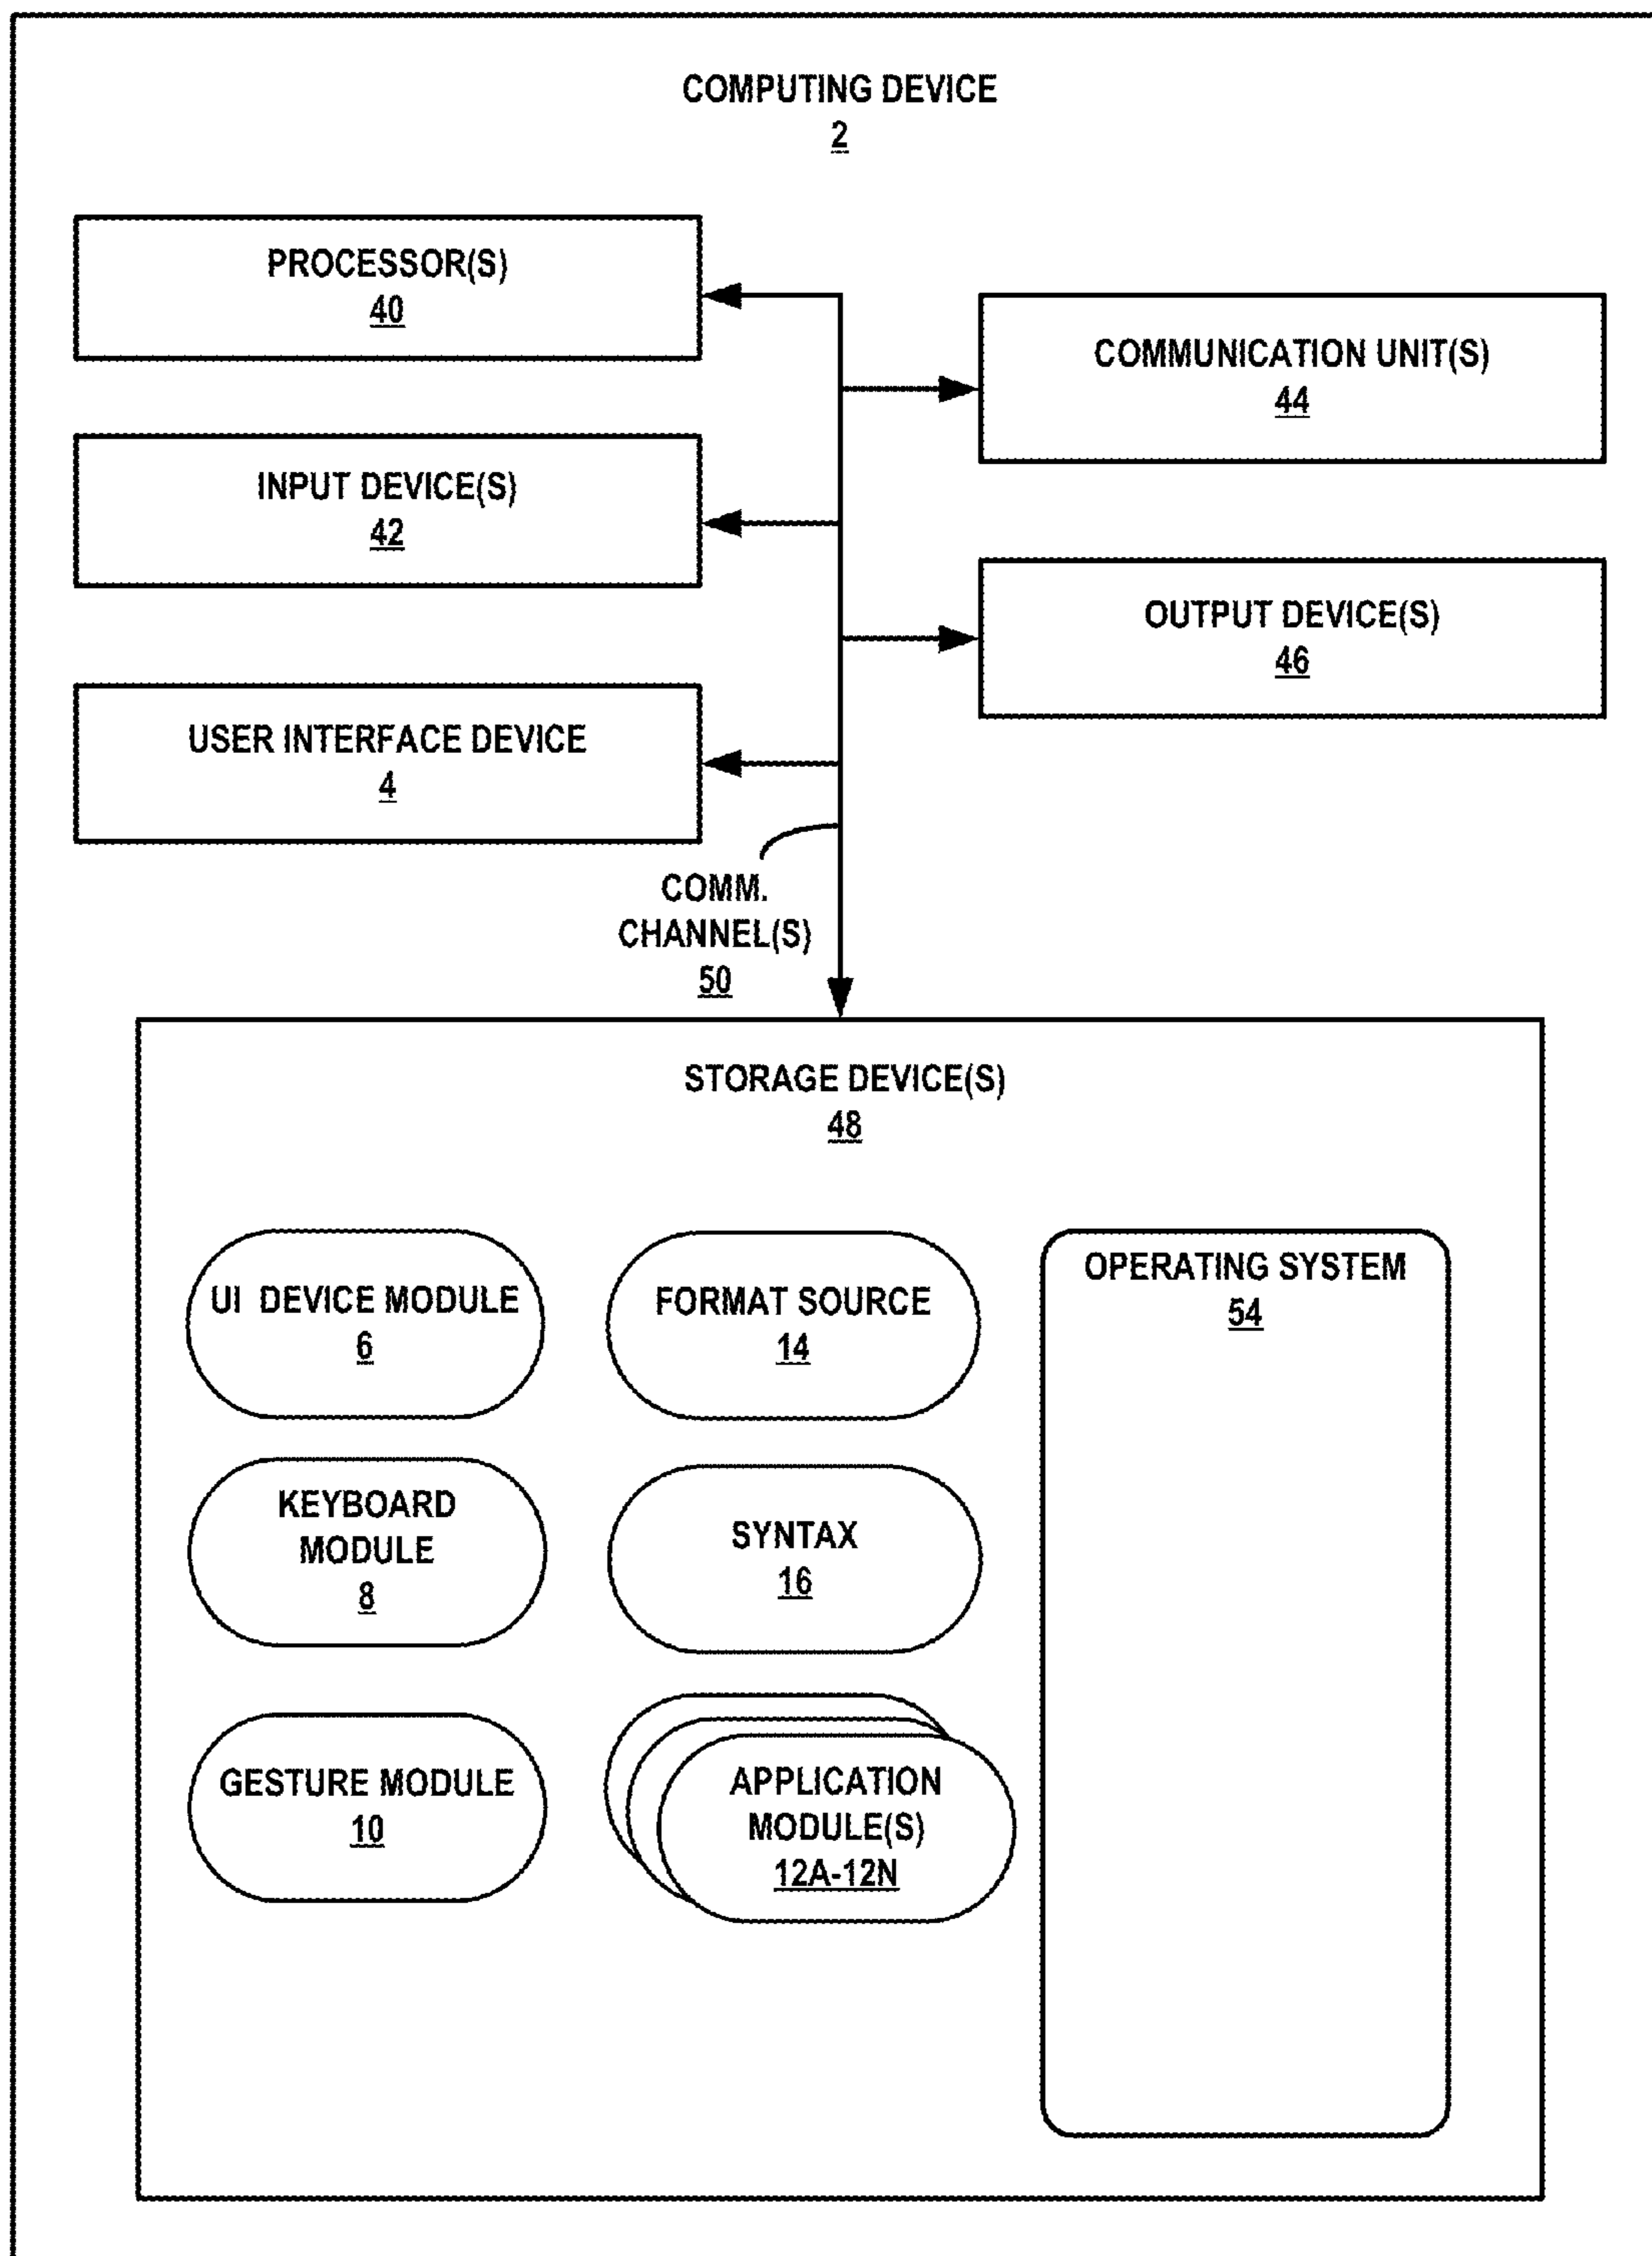 COMPUTING DEVICE
2
PROCESSOR(S)
40
COMMUNICATION UNIT(S)
44
INPUT DEVICE(S)
42
OUTPUT DEVICE(S)
46
USER INTERFACE DEVICE
4
COMM.
CHANNEL(S)
50
STORAGE DEVICE(S)
48
UI DEVICE MODULE
6
FORMAT SOURCE
14
OPERATING SYSTEM
54
KEYBOARD
MODULE
8
SYNTAX
16
GESTURE MODULE
10
APPLICATION
MODULE(S)
12A-12N